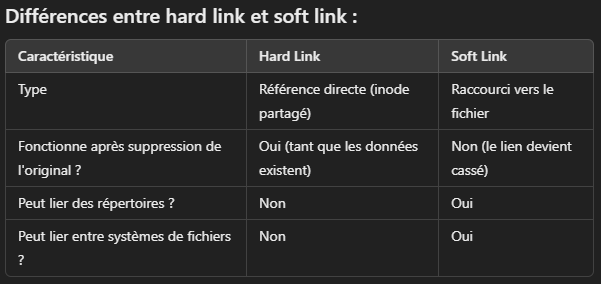 Différences entre hard link et soft link :
Caractéristique Hard Link Soft Link
Type Référence directe (inode partagé) Raccourci vers le fichier
Fonctionne après suppression de l'original ? Oui (tant que les données existent) Non (le lien devient cassé)
Peut lier des répertoires ? Non Oui
Peut lier entre systèmes de fichiers ? Non Oui